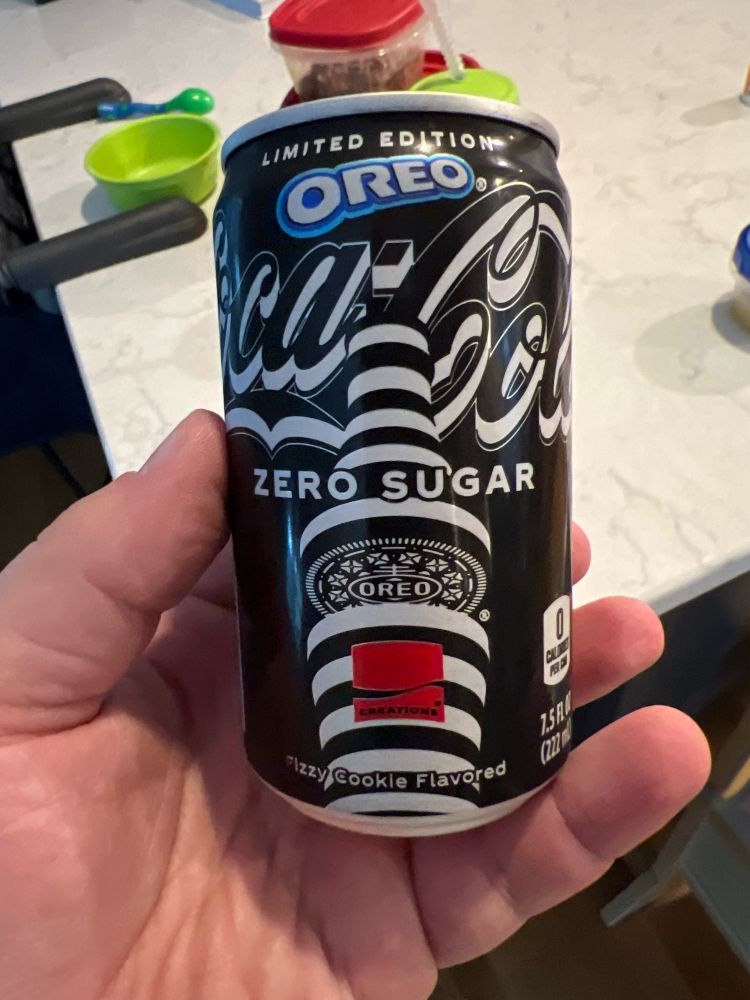 LIMITED EDITION
OREO®
Coca-Cola
ZERO SUGAR
OREO
®
CREATIONS
0
CALORIES
PER CAN
7.5 FL
(222 mL)
Fizzy Cookie Flavored